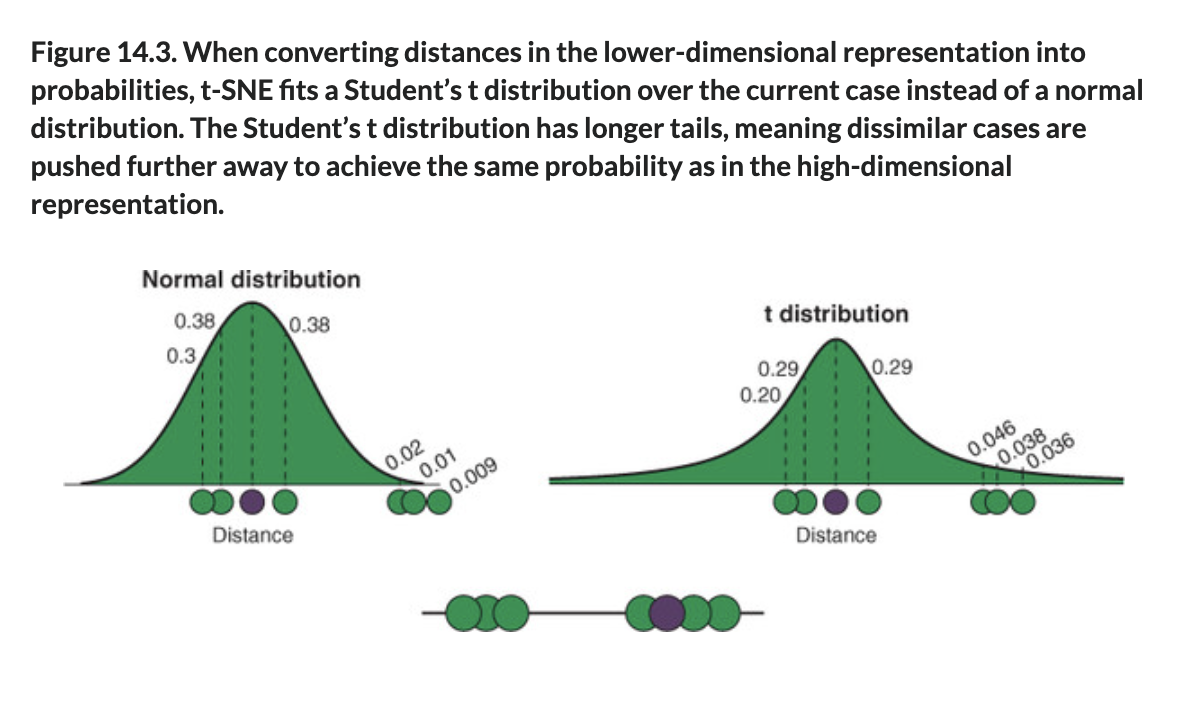 Figure 14.3. When converting distances in the lower-dimensional representation into
probabilities, t-SNE fits a Student’s t distribution over the current case instead of a normal
distribution. The Student’s t distribution has longer tails, meaning dissimilar cases are
pushed further away to achieve the same probability as in the high-dimensional
representation.
Normal distribution
0.38
0.38
0.3
0.02
0.01
0.009
Distance
t distribution
0.29
0.29
0.20
0.046
0.038
0.036
Distance